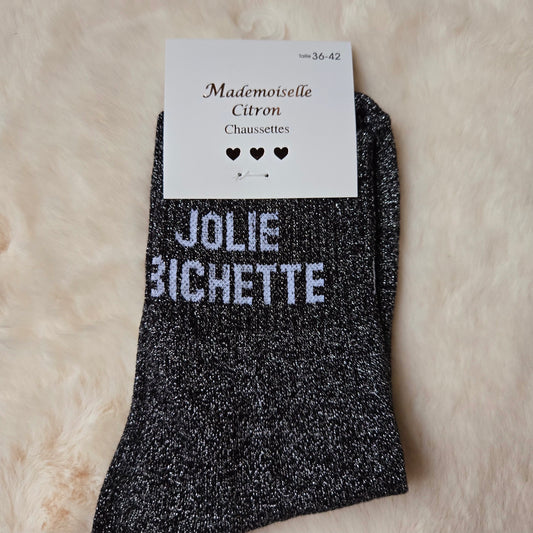 Taille 36-42
Mademoiselle
Citron
Chaussettes
JOLIE
BICHETTE